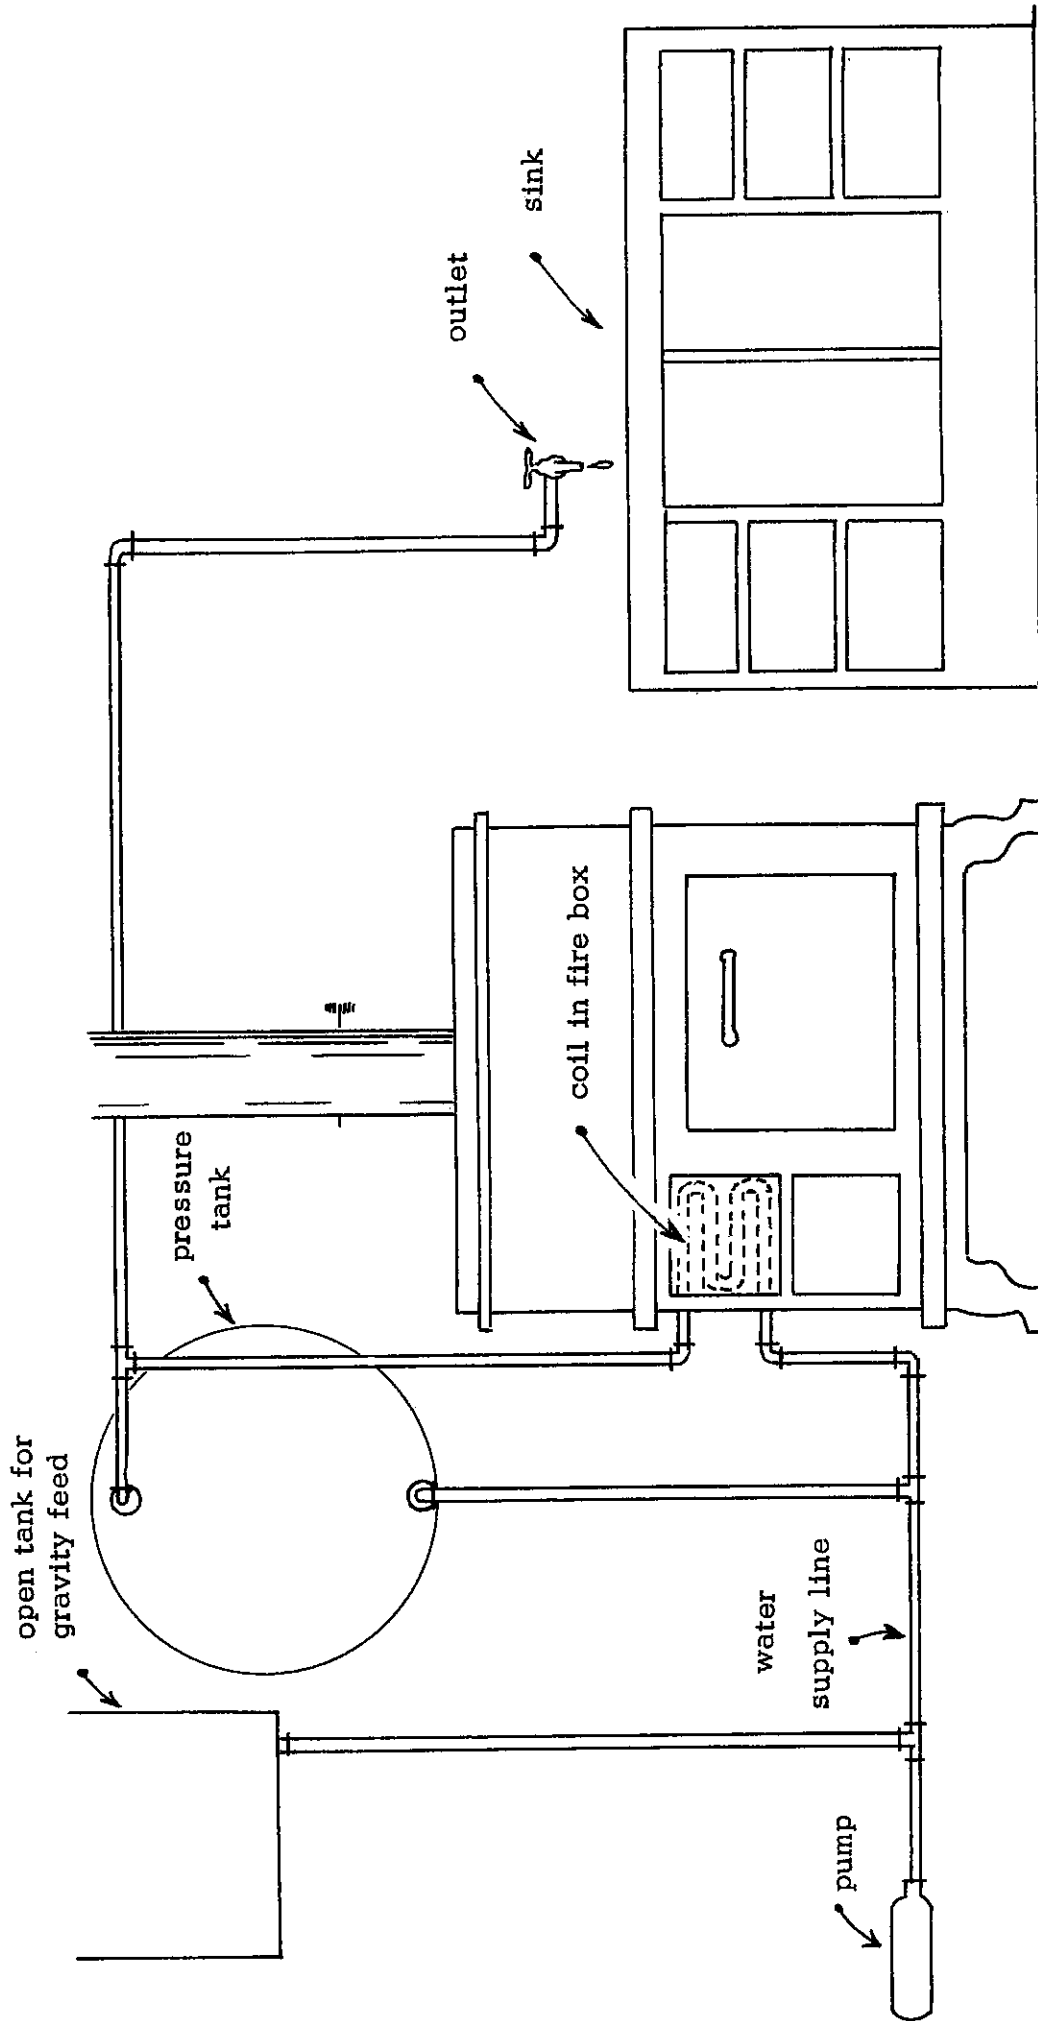 open tank for
gravity feed
pressure
tank
outlet
sink
coil in fire box
water
supply line
pump